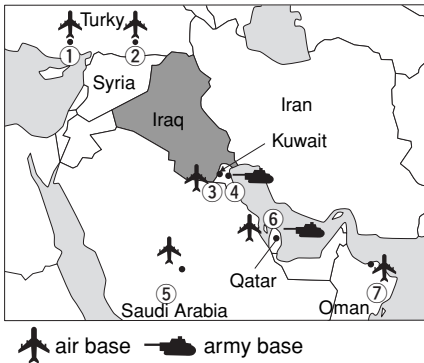 Turky
① ②
Syria
Iraq
Iran
Kuwait
③ ④
⑥
Qatar
⑤
Saudi Arabia
Oman
⑦
air base
army base